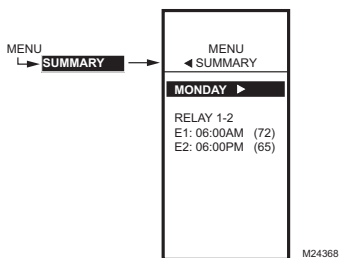 MENU
SUMMARY
MENU
◄ SUMMARY
MONDAY ►
RELAY 1-2
E1: 06:00AM (72)
E2: 06:00PM (65)
M24368